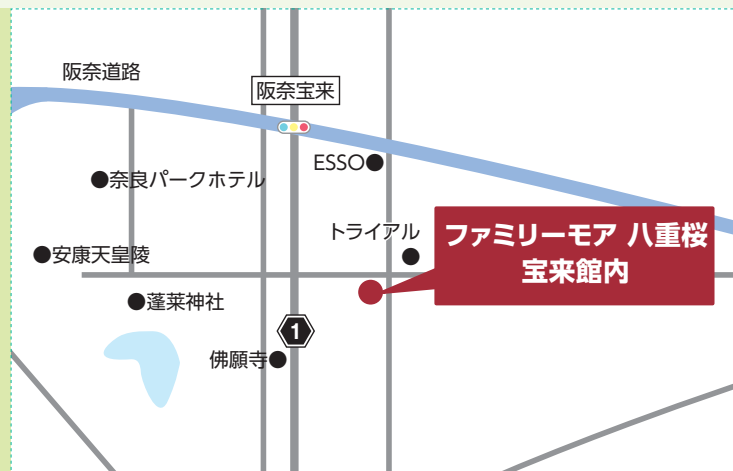 阪奈道路
阪奈宝来
ESSO
奈良パークホテル
トライアル
ファミリーモア 八重桜
宝来館内
安康天皇陵
蓬莱神社
1
佛願寺